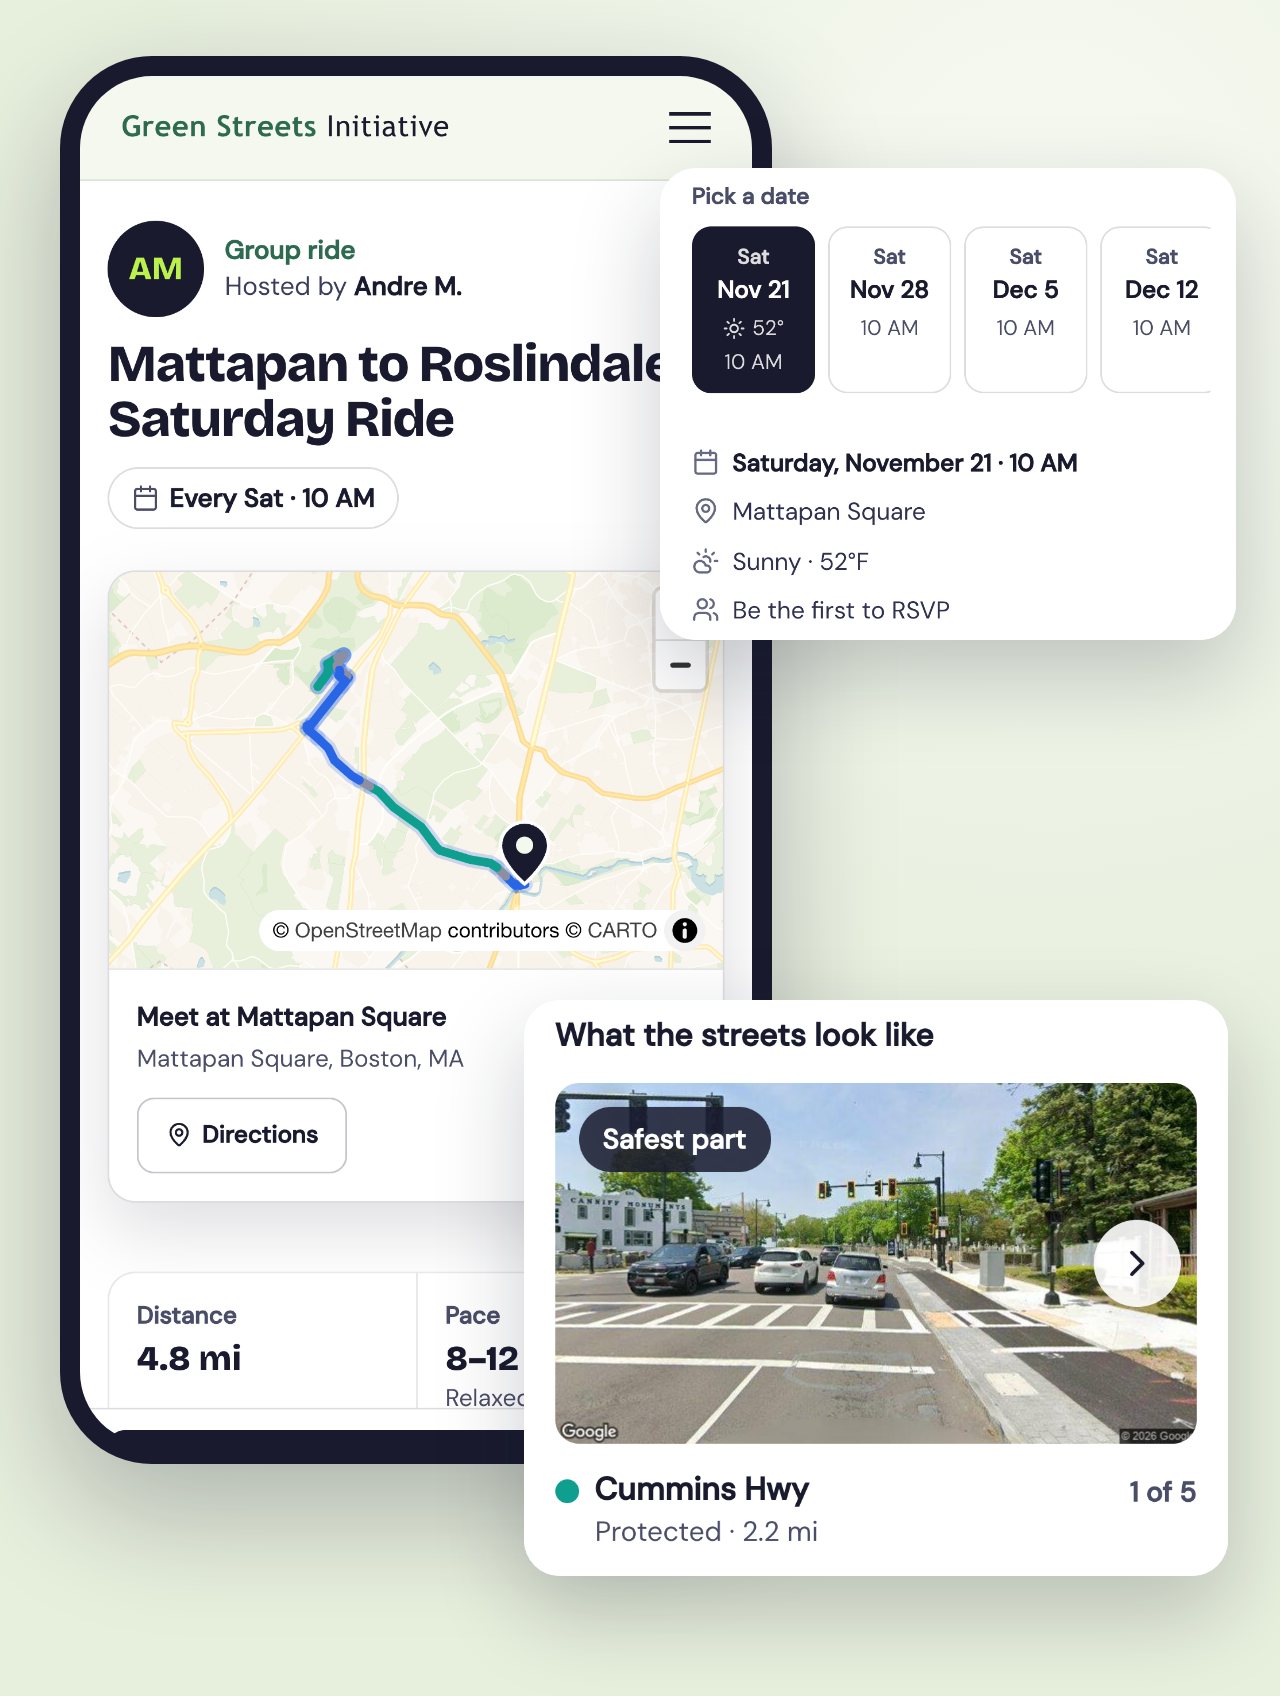 Green Streets Initiative
AM
Group ride
Hosted by Andre M.
Mattapan to Roslindale
Saturday Ride
Every Sat · 10 AM
Pick a date
Sat
Nov 21
52°
10 AM
Sat
Nov 28
10 AM
Sat
Dec 5
10 AM
Sat
Dec 12
10 AM
Saturday, November 21 · 10 AM
Mattapan Square
Sunny · 52°F
Be the first to RSVP
© OpenStreetMap contributors © CARTO
Meet at Mattapan Square
Mattapan Square, Boston, MA
Directions
Distance
4.8 mi
Pace
8–12
Relaxed
What the streets look like
Safest part
CANNIFF MONUMENTS
Google
© 2026 Google
Cummins Hwy
1 of 5
Protected · 2.2 mi